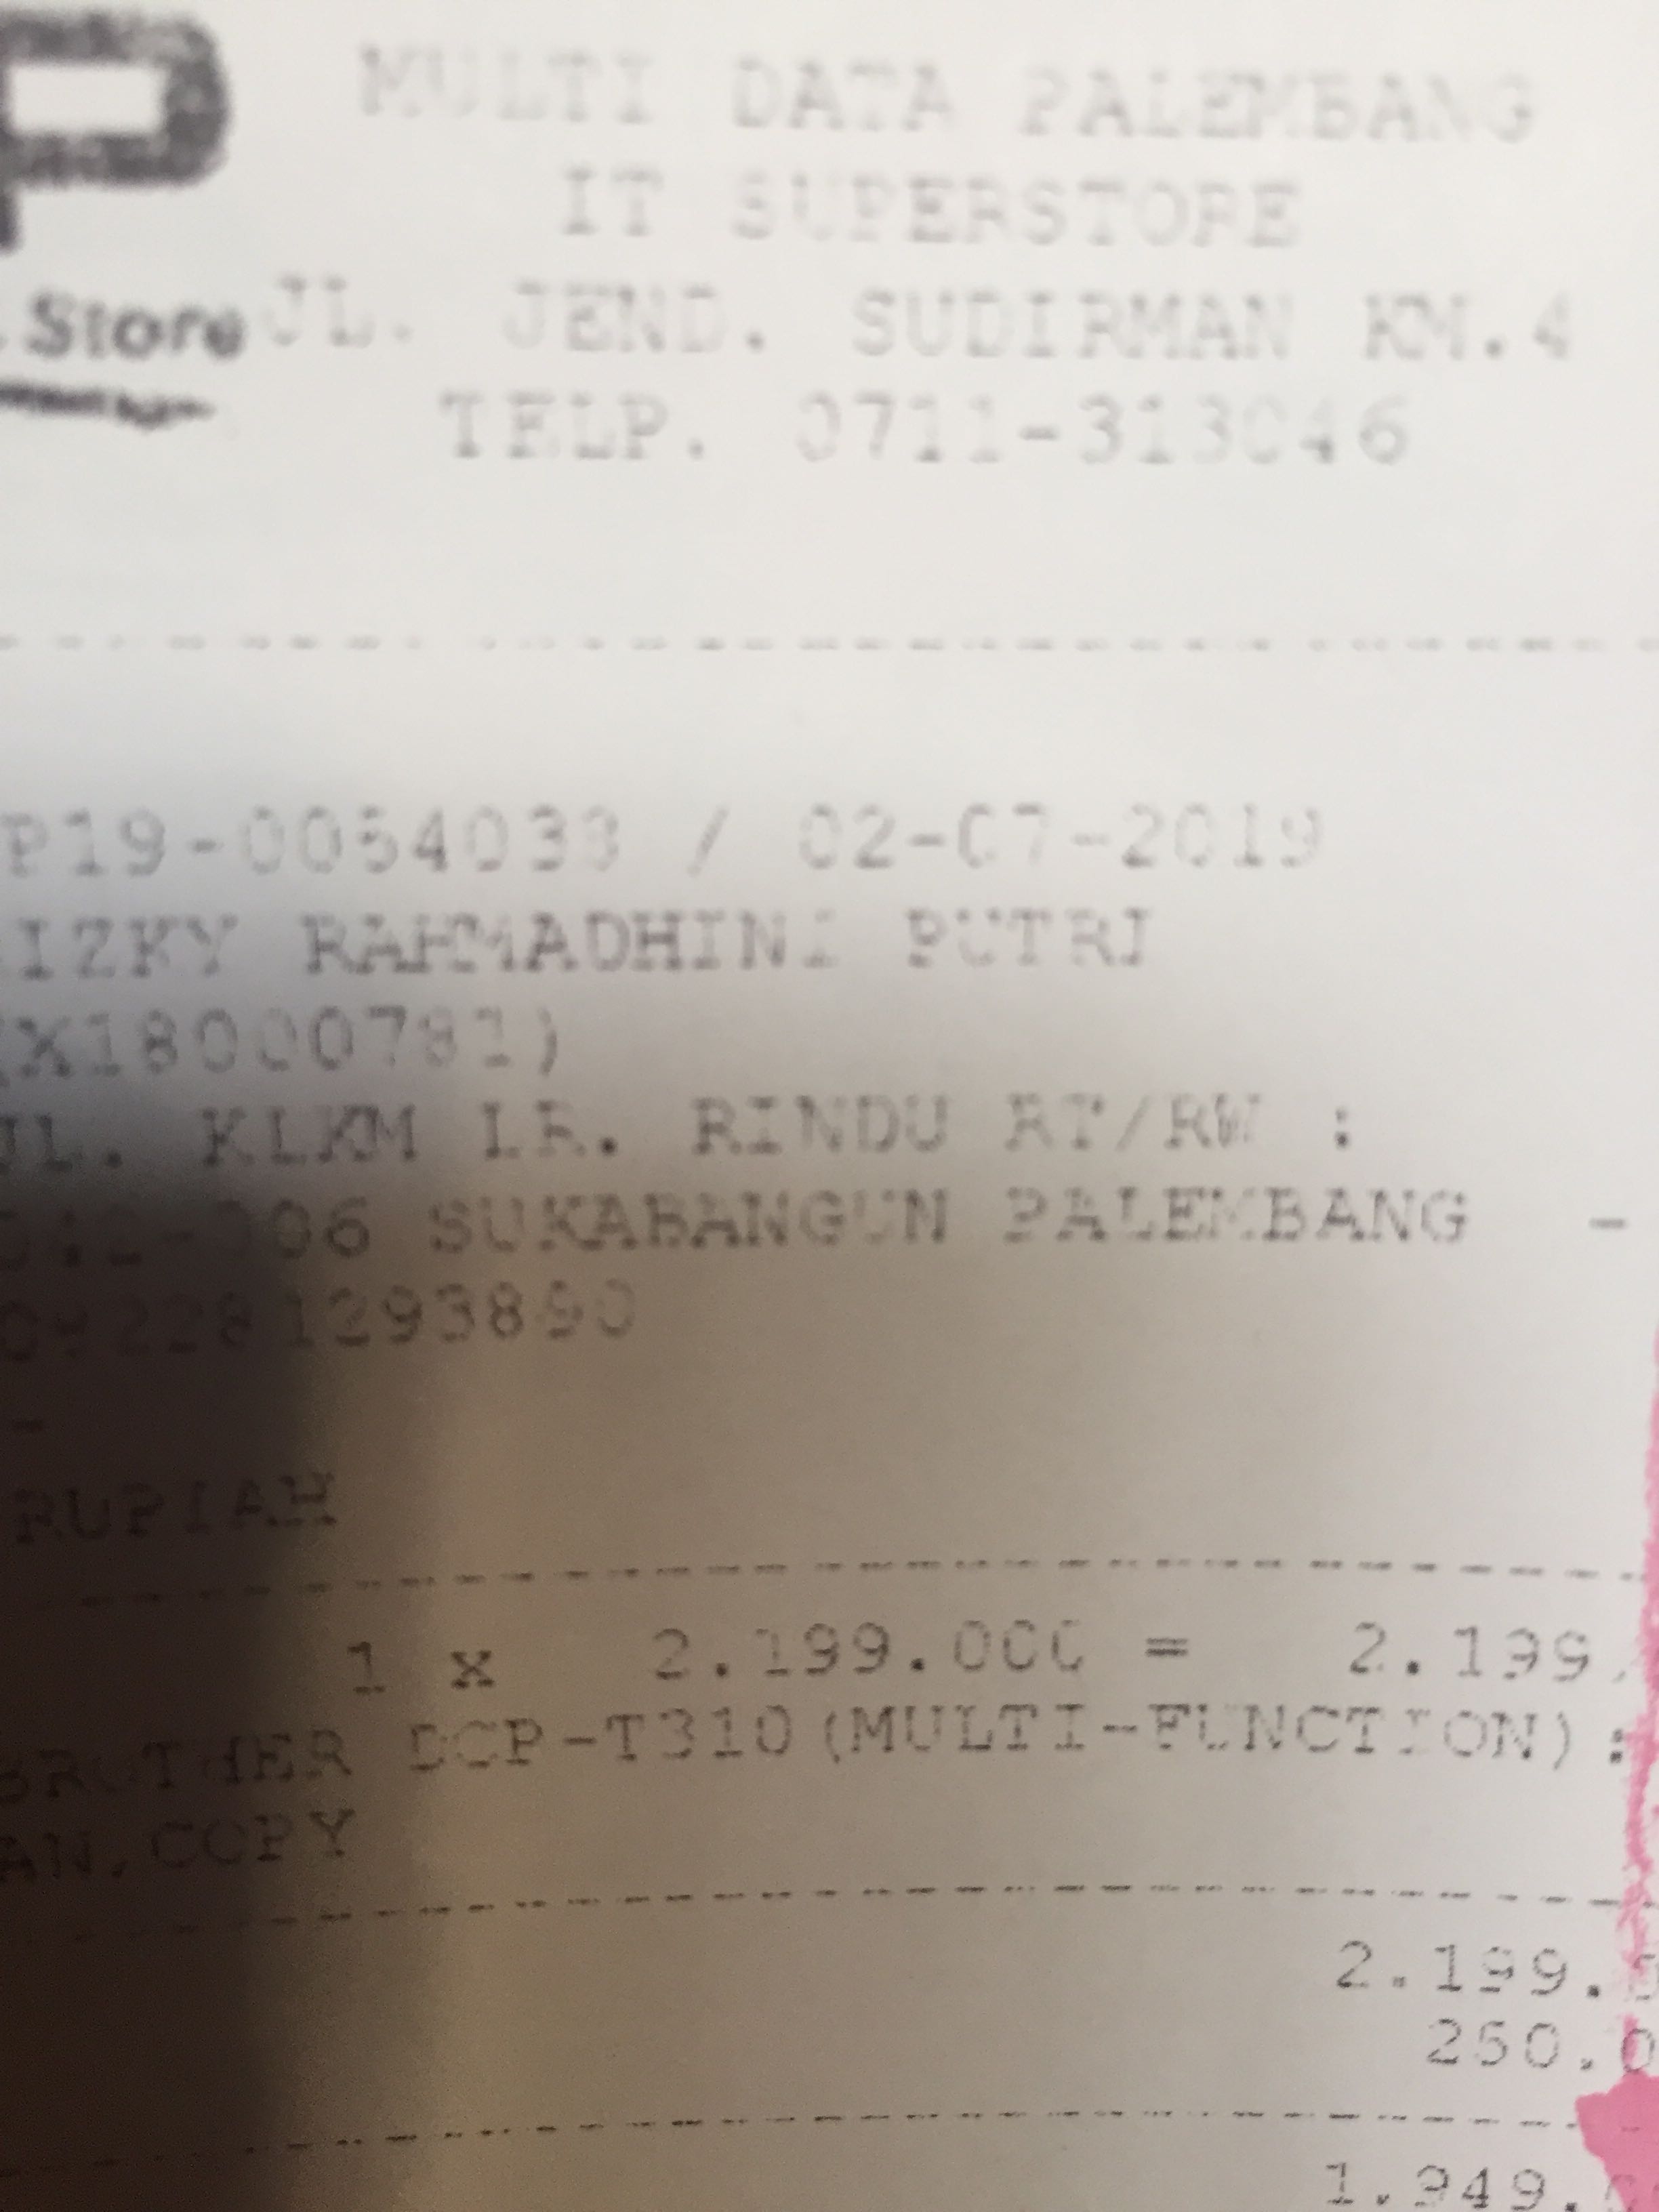 P
MULTI DATA PALEMBANG
IT SUPERSTORE
Store JL. JEND. SUDIRMAN KM.4
TELP. 0711-313046
P19-0054033 / 02-07-2019
IZKY RAHMADHINI PUTRI
(X18000781)
JL. KLKM LR. RINDU RT/RW :
SUKABANGUN PALEMBANG -
-
RUPIAH
1 x 2.199.000 = 2.199
BROTHER DCP-T310(MULTI-FUNCTION):
AN,COPY
2.199.
250.0
1.949.